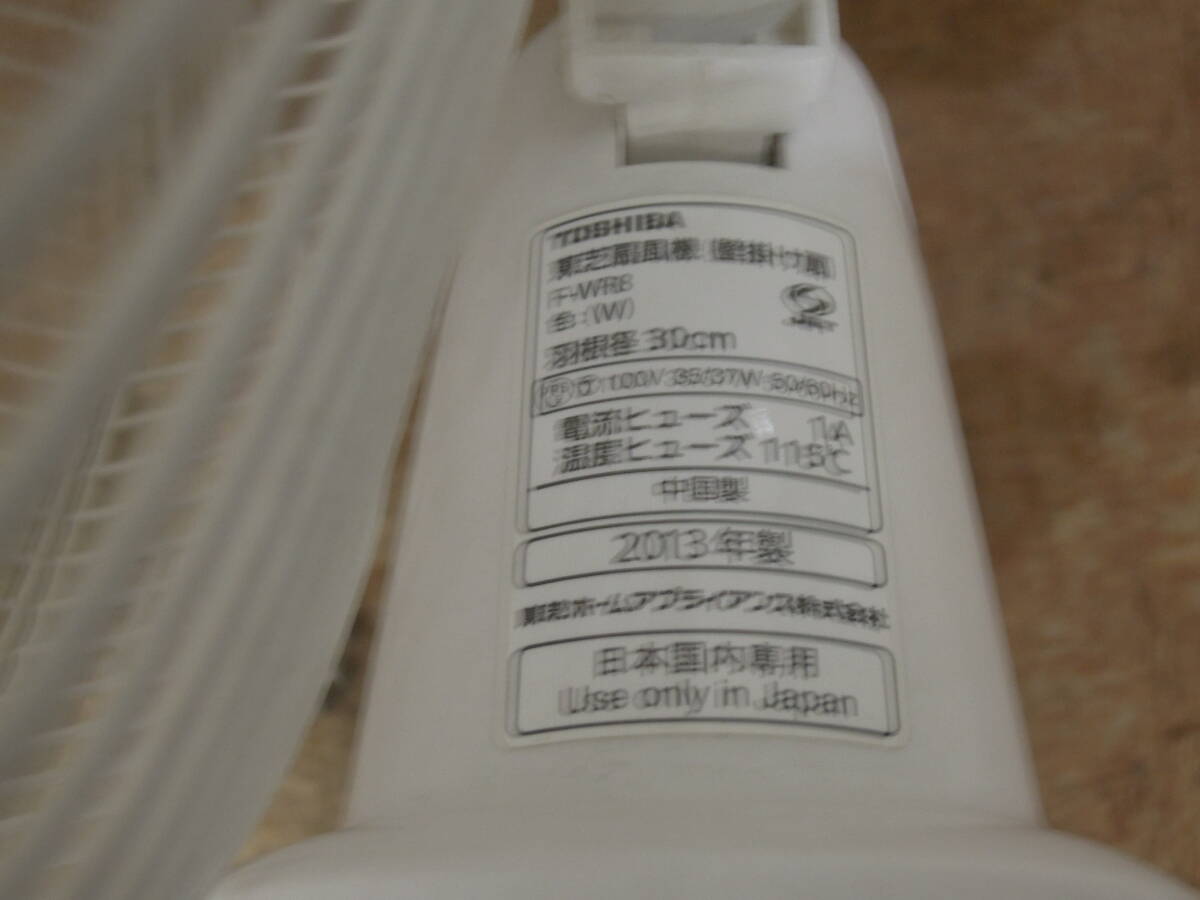 TOSHIBA
東芝扇風機(壁掛け扇)
色:(W)
羽根径 30cm
100V 35/37W 50/60Hz
電流ヒューズ 1A
温度ヒューズ 115℃
中国製
2013年製
東芝ホームアプライアンス株式会社
日本国内専用
Use only in Japan